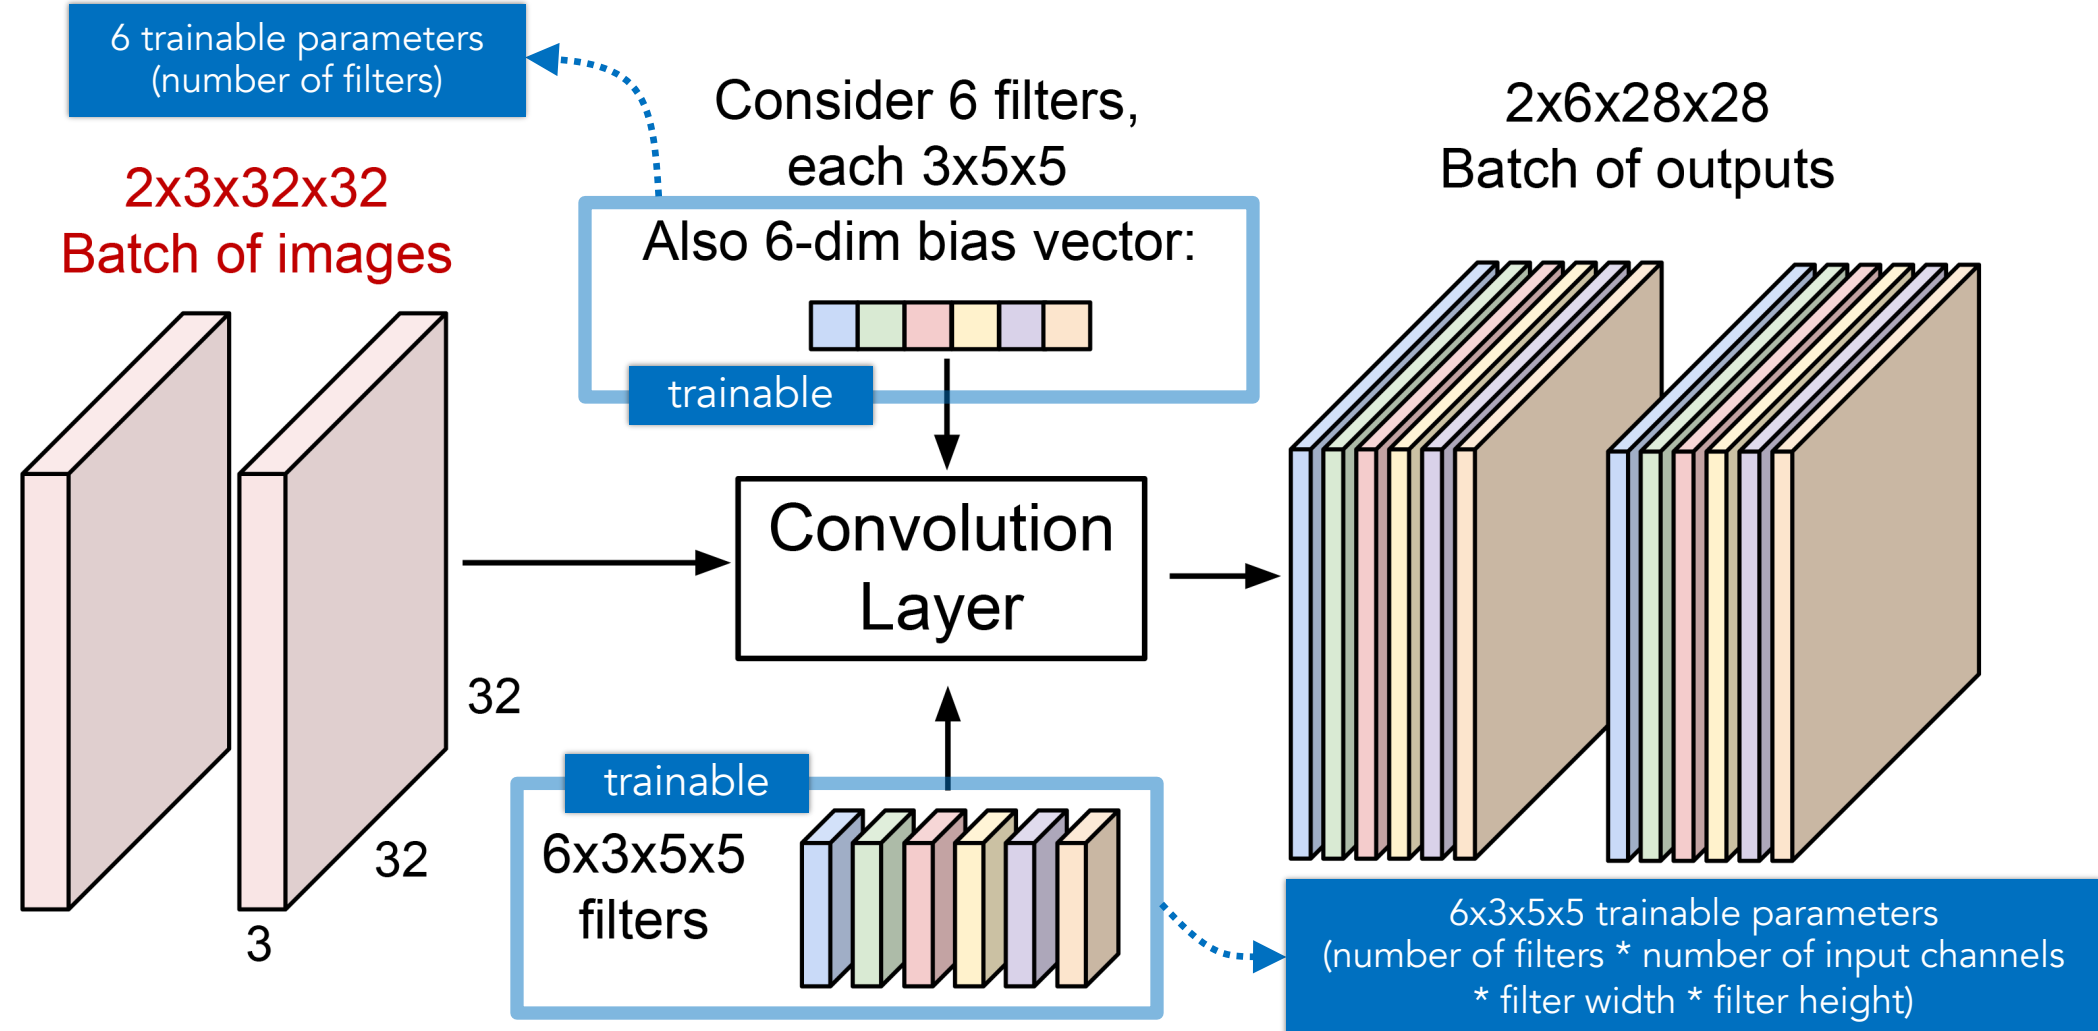 6 trainable parameters
(number of filters)
Consider 6 filters,
each 3x5x5
2x6x28x28
Batch of outputs
2x3x32x32
Batch of images
Also 6-dim bias vector:
trainable
Convolution
Layer
32
32
3
trainable
6x3x5x5
filters
6x3x5x5 trainable parameters
(number of filters * number of input channels
* filter width * filter height)